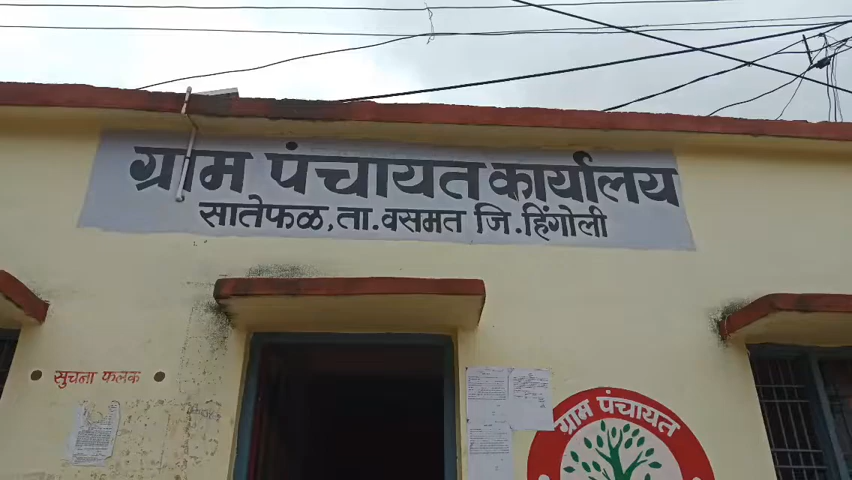 ग्राम पंचायत कार्यालय
सातेफळ, ता. वसमत जि. हिंगोली
सुचना फलक
ग्राम पंचायत